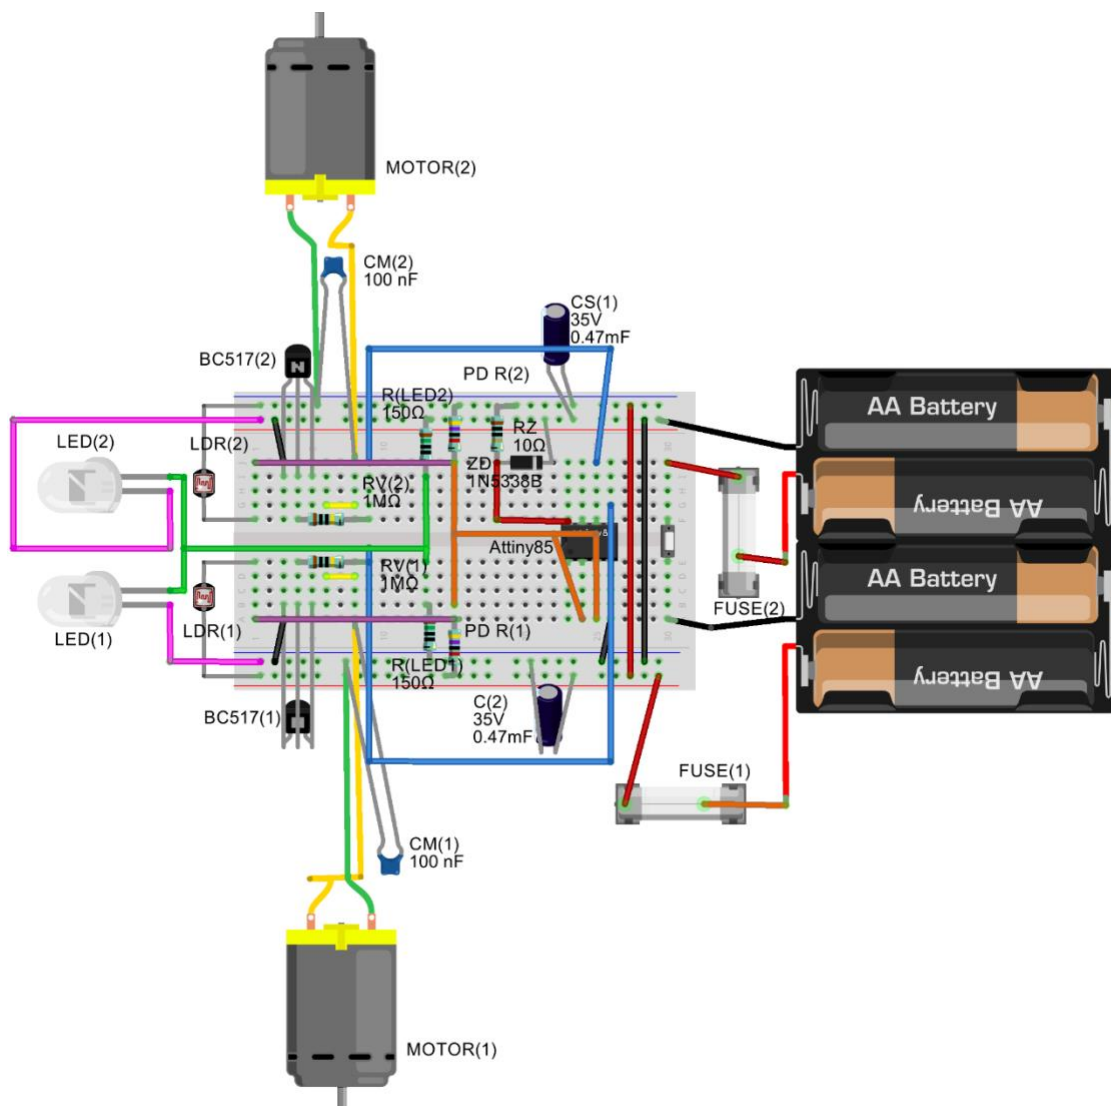 MOTOR(2)
CM(2)
100 nF
CS(1)
35V
0.47mF
BC517(2)
PD R(2)
R(LED2)
150Ω
RZ
10Ω
AA Battery
LED(2)
LDR(2)
ZD
1N5338B
AA Battery
RV(2)
1MΩ
Attiny85
RV(1)
1MΩ
AA Battery
FUSE(2)
LED(1)
LDR(1)
PD R(1)
R(LED1)
150Ω
AA Battery
BC517(1)
C(2)
35V
0.47mF
FUSE(1)
CM(1)
100 nF
MOTOR(1)